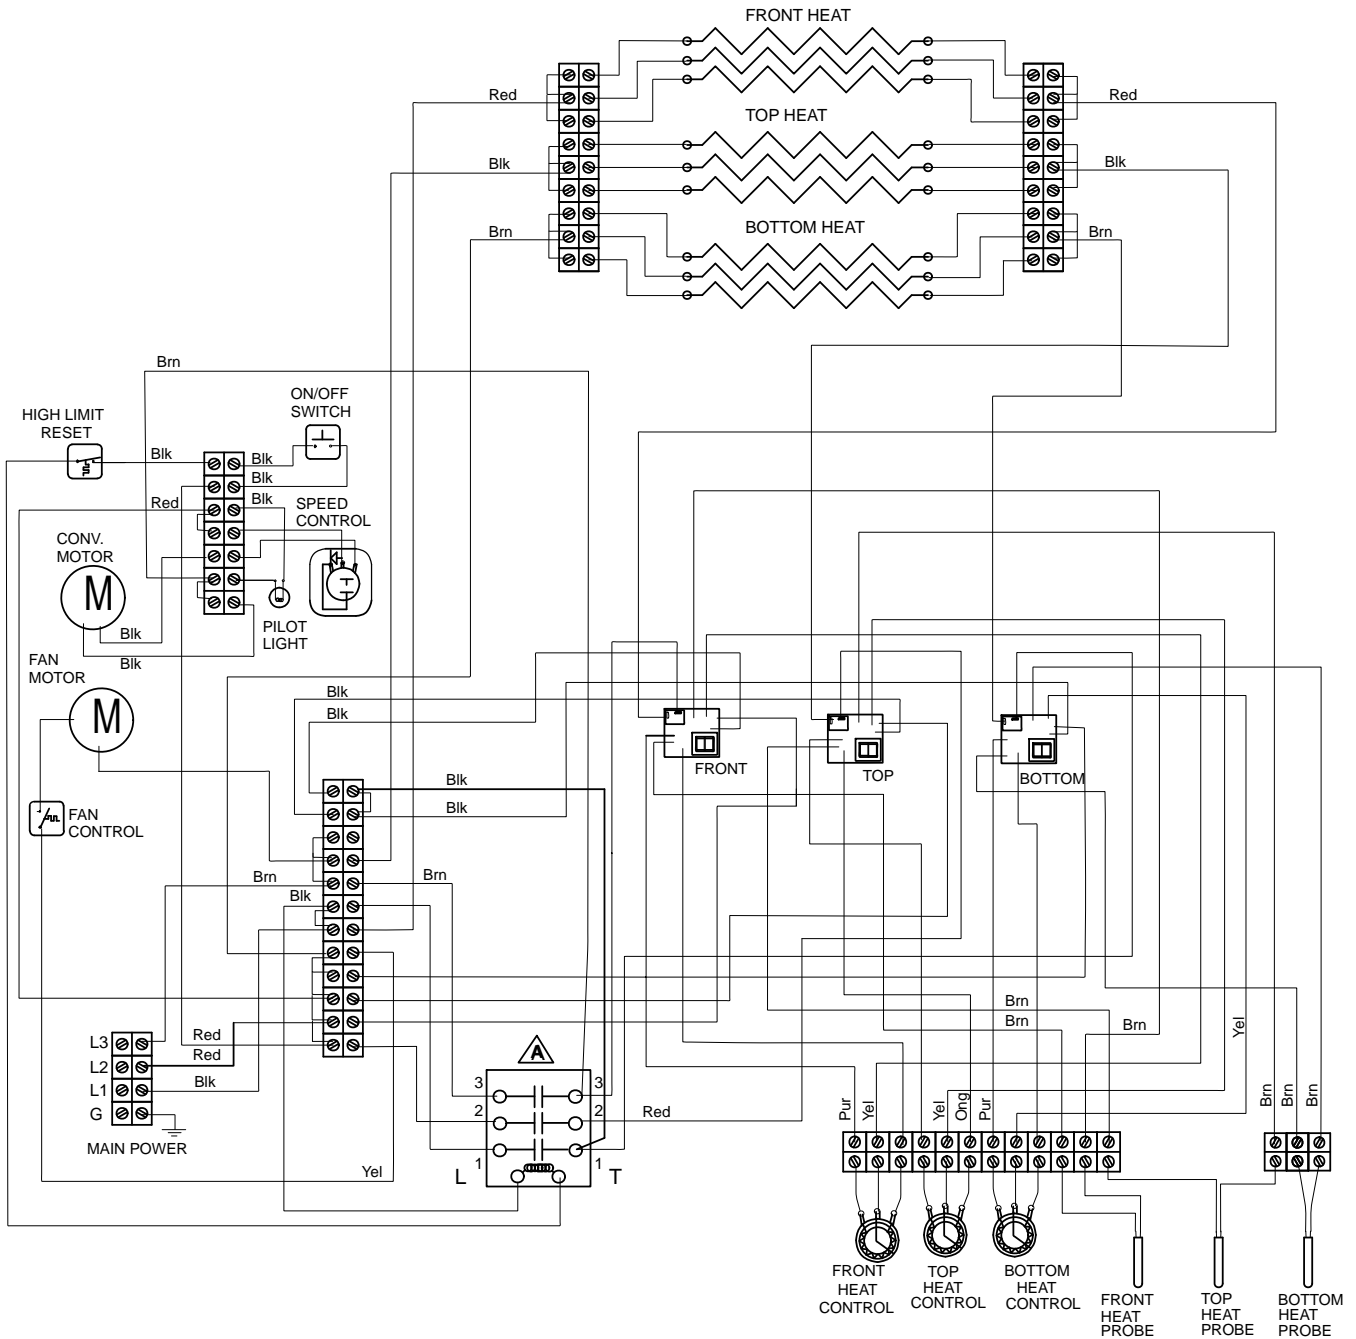 FRONT HEAT
Red
Red
TOP HEAT
Blk
Blk
BOTTOM HEAT
Brn
Brn
Brn
ON/OFF
SWITCH
HIGH LIMIT
RESET
Blk
Blk
Blk
Red
Blk
SPEED
CONTROL
CONV.
MOTOR
M
PILOT
LIGHT
Blk
Blk
FAN
MOTOR
M
Blk
Blk
FRONT
TOP
BOTTOM
Blk
Blk
FAN
CONTROL
Brn
Brn
Blk
Brn
Brn
Brn
Yel
L3
Red
L2
Red
L1
Blk
G
MAIN POWER
A
3
3
2
2
Red
1
1
L
T
Yel
Pur
Yel
Yel
Ong
Pur
Brn
Brn
Brn
FRONT
HEAT
CONTROL
TOP
HEAT
CONTROL
BOTTOM
HEAT
CONTROL
FRONT
HEAT
PROBE
TOP
HEAT
PROBE
BOTTOM
HEAT
PROBE